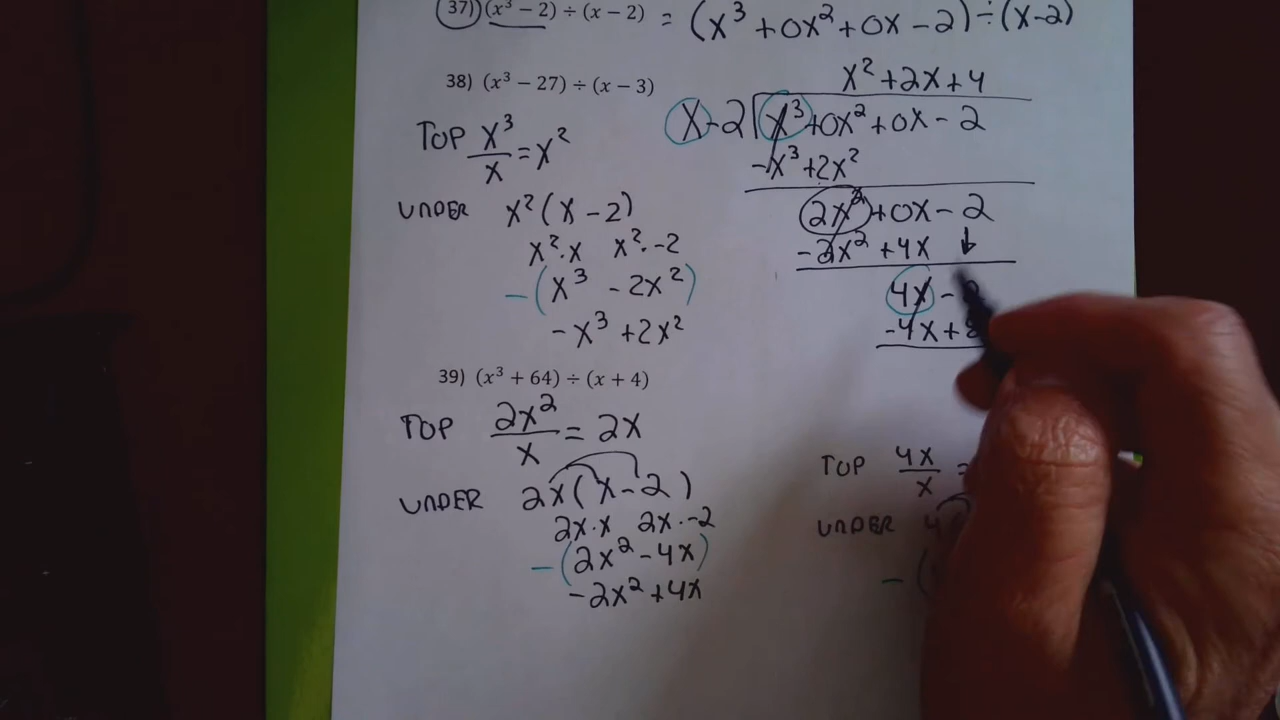 37) (x³ − 2) ÷ (x − 2) = (x³ + 0x² + 0x − 2) ÷ (x-2)
38) (x³ − 27) ÷ (x − 3)
x² + 2x + 4
x-2 x³ + 0x² + 0x − 2
-x³ + 2x²
2x² + 0x − 2
-2x² + 4x
4x −
-4x +
TOP x³/x = x²
UNDER x² (x − 2)
x²·x x²·-2
−(x³ − 2x²)
-x³ + 2x²
39) (x³ + 64) ÷ (x + 4)
TOP 2x²/x = 2x
UNDER 2x (x − 2)
2x·x 2x·-2
−(2x² − 4x)
-2x² + 4x
TOP 4x/x =
UNDER 4
−(